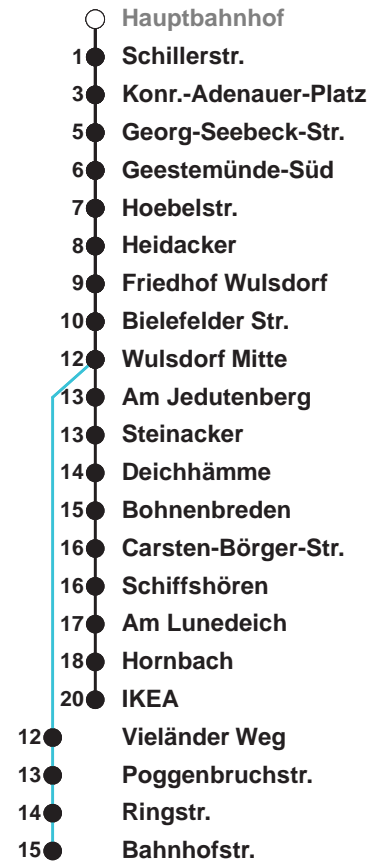 Hauptbahnhof
1 Schillerstr.
3 Konr.-Adenauer-Platz
5 Georg-Seebeck-Str.
6 Geestemünde-Süd
7 Hoebelstr.
8 Heidacker
9 Friedhof Wulsdorf
10 Bielefelder Str.
12 Wulsdorf Mitte
13 Am Jedutenberg
13 Steinacker
14 Deichhämme
15 Bohnenbreden
16 Carsten-Börger-Str.
16 Schiffshören
17 Am Lunedeich
18 Hornbach
20 IKEA
12 Vieländer Weg
13 Poggenbruchstr.
14 Ringstr.
15 Bahnhofstr.